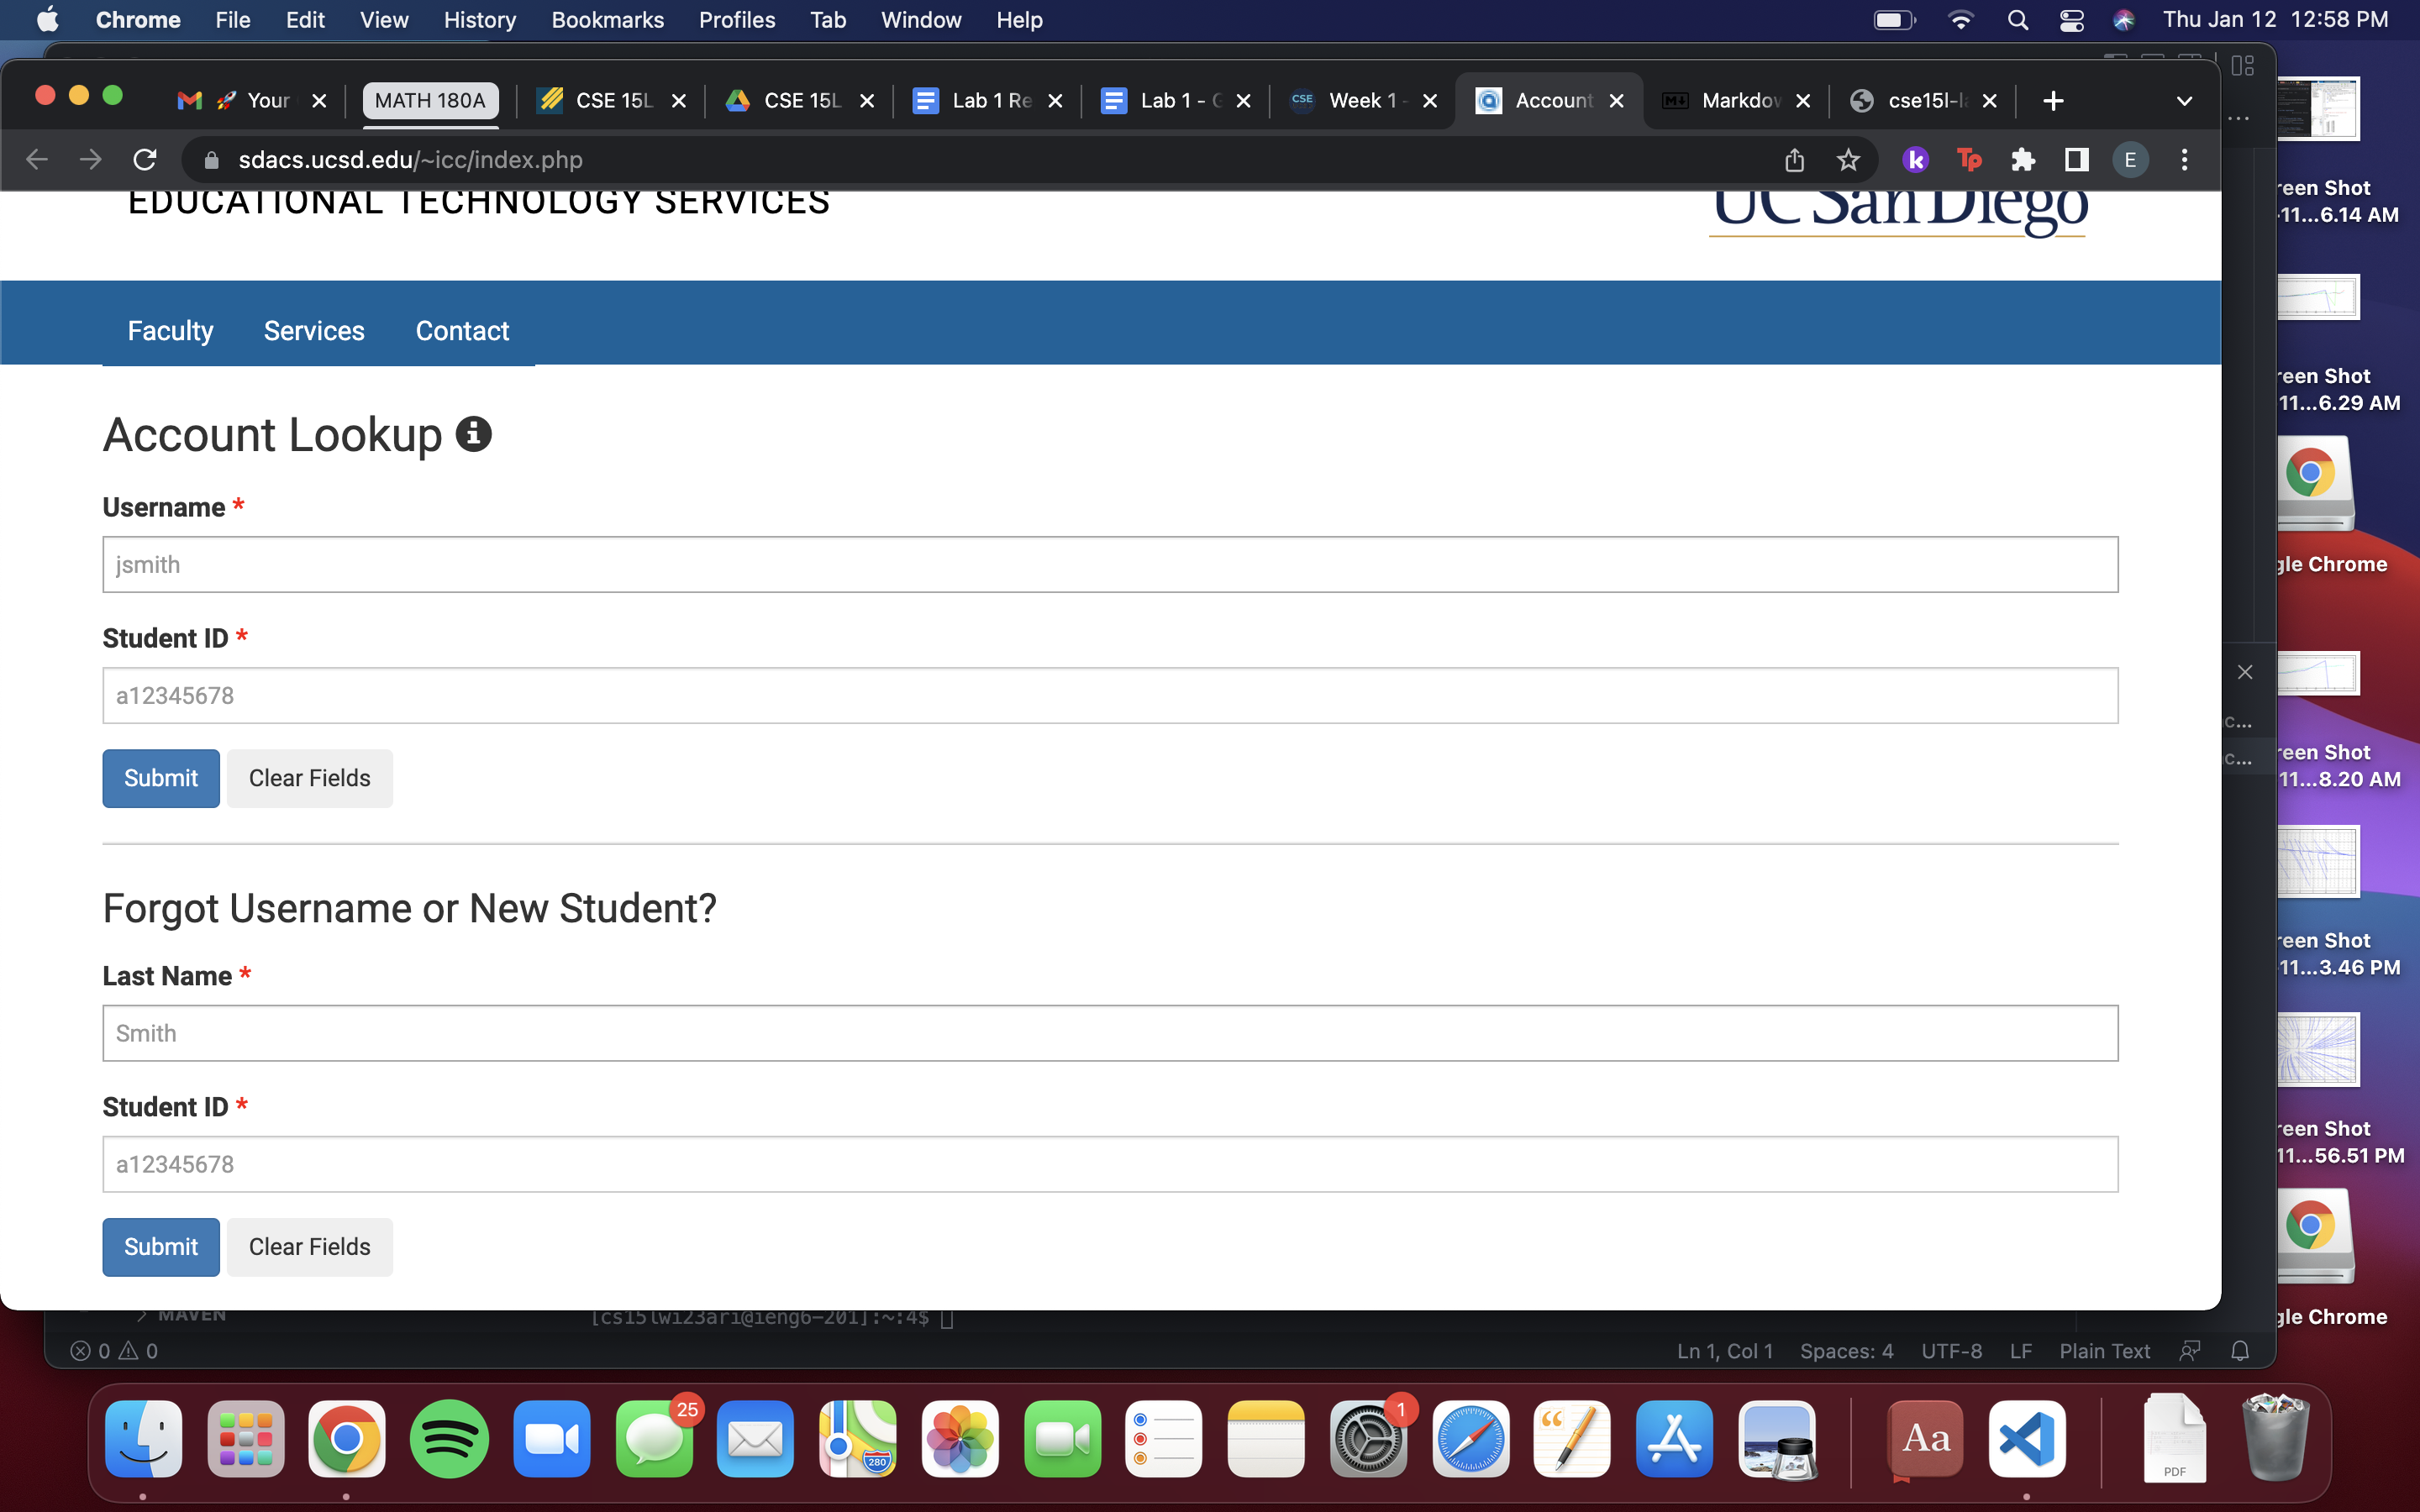 Chrome File Edit View History Bookmarks Profiles Tab Window Help Thu Jan 12 12:58 PM
Your MATH 180A CSE 15L CSE 15L Lab 1 Re Lab 1 - G CSE Week 1 - Account Markdow cse15l-la
sdacs.ucsd.edu/~icc/index.php E
EDUCATIONAL TECHNOLOGY SERVICES
UC San Diego
Faculty Services Contact
Account Lookup
Username *
jsmith
Student ID *
a12345678
Submit Clear Fields
Forgot Username or New Student?
Last Name *
Smith
Student ID *
a12345678
Submit Clear Fields
MAVEN
[cs15lwi23ari@ieng6-201]:~:4$
0 0 Ln 1, Col 1 Spaces: 4 UTF-8 LF Plain Text
reen Shot
11...6.14 AM
reen Shot
11...6.29 AM
gle Chrome
reen Shot
11...8.20 AM
reen Shot
11...3.46 PM
reen Shot
11...56.51 PM
gle Chrome
c...
c...
25
280
1
Aa
PDF